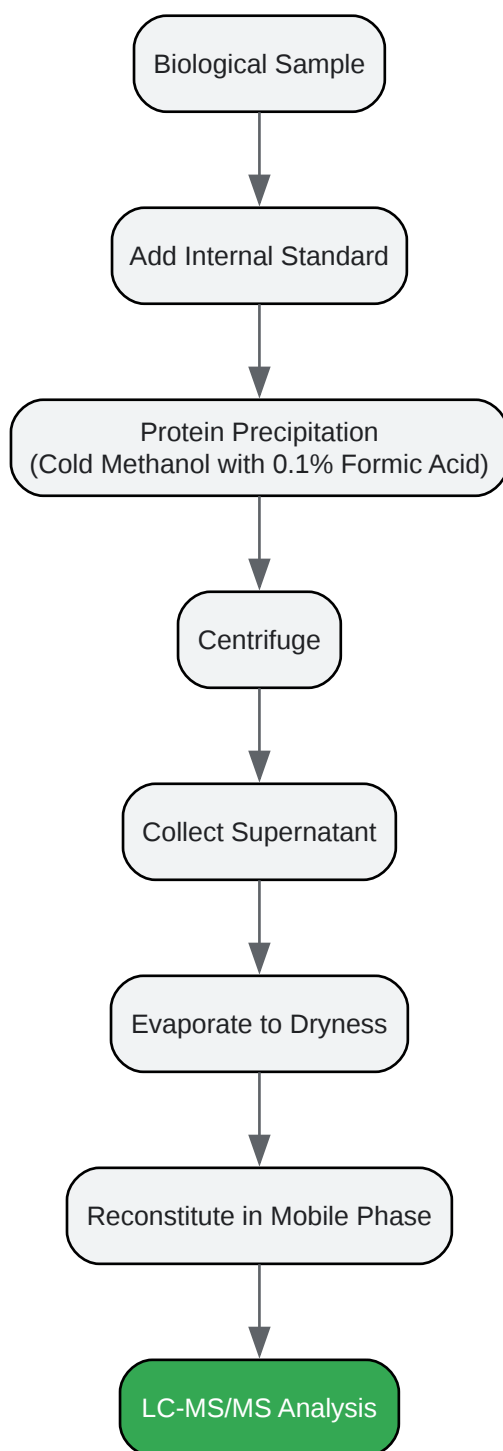 Biological Sample
Add Internal Standard
Protein Precipitation
(Cold Methanol with 0.1% Formic Acid)
Centrifuge
Collect Supernatant
Evaporate to Dryness
Reconstitute in Mobile Phase
LC-MS/MS Analysis